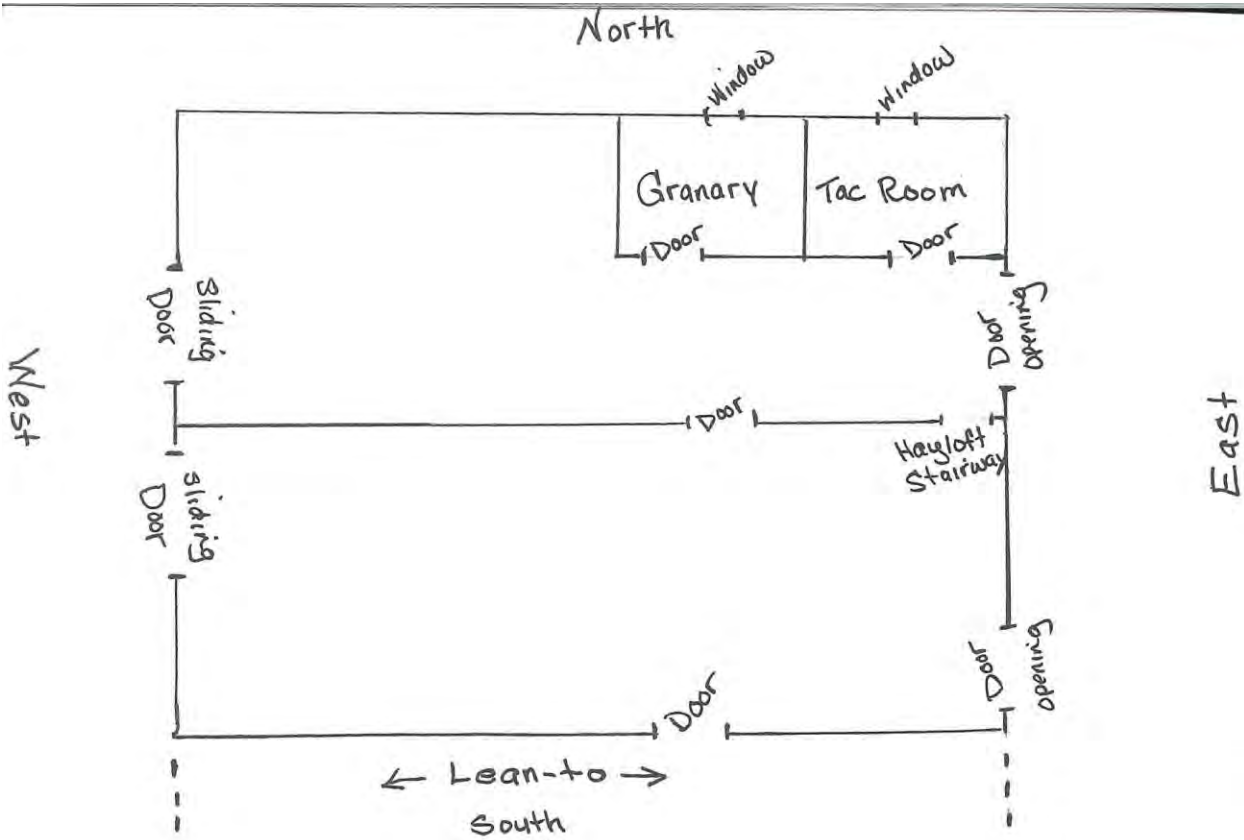 North
Window
Window
Granary
Tac Room
Door
Door
Sliding
Door
Door
Opening
West
Door
Hayloft
Stairway
East
Sliding
Door
Door
Opening
Door
← Lean-to →
South